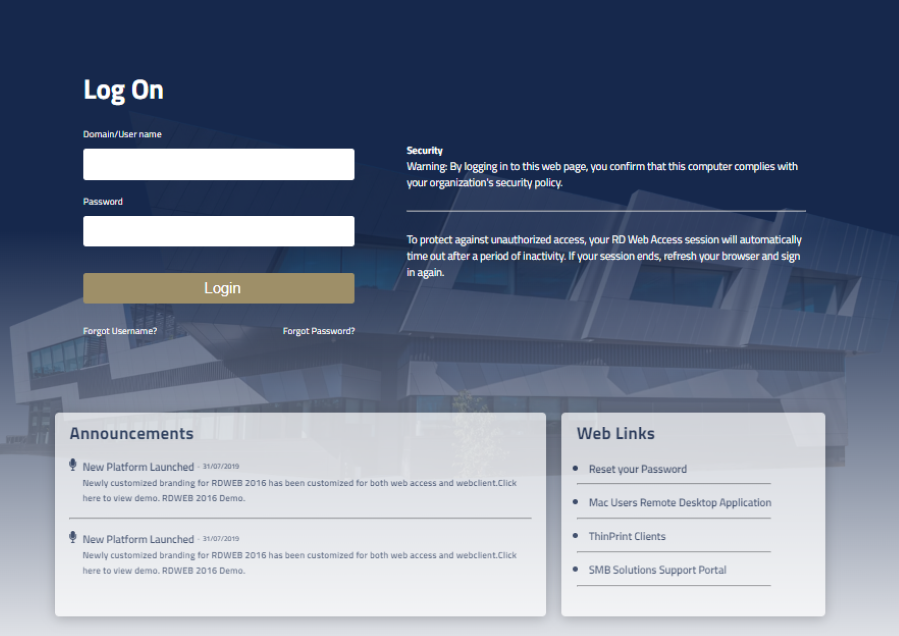 Log On
Domain/User name
Password
Login
Forgot Username?
Forgot Password?
Security
Warning: By logging in to this web page, you confirm that this computer complies with
your organization's security policy.
To protect against unauthorized access, your RD Web Access session will automatically
time out after a period of inactivity. If your session ends, refresh your browser and sign
in again.
Announcements
New Platform Launched - 31/07/2019
Newly customized branding for RDWEB 2016 has been customized for both web access and webclient.Click
here to view demo. RDWEB 2016 Demo.
New Platform Launched - 31/07/2019
Newly customized branding for RDWEB 2016 has been customized for both web access and webclient.Click
here to view demo. RDWEB 2016 Demo.
Web Links
Reset your Password
Mac Users Remote Desktop Application
ThinPrint Clients
SMB Solutions Support Portal